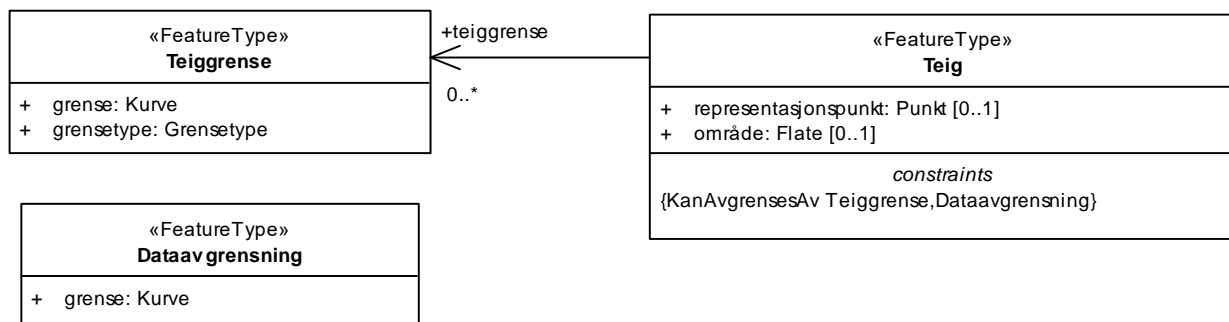 «FeatureType»
Teiggrense
+ grense: Kurve
+ grensetype: Grensetype
+teiggrense
0..*
«FeatureType»
Teig
+ representasjonspunkt: Punkt [0..1]
+ område: Flate [0..1]
constraints
{KanAvgrensesAv Teiggrense,Dataavgrensning}
«FeatureType»
Dataavgrensning
+ grense: Kurve